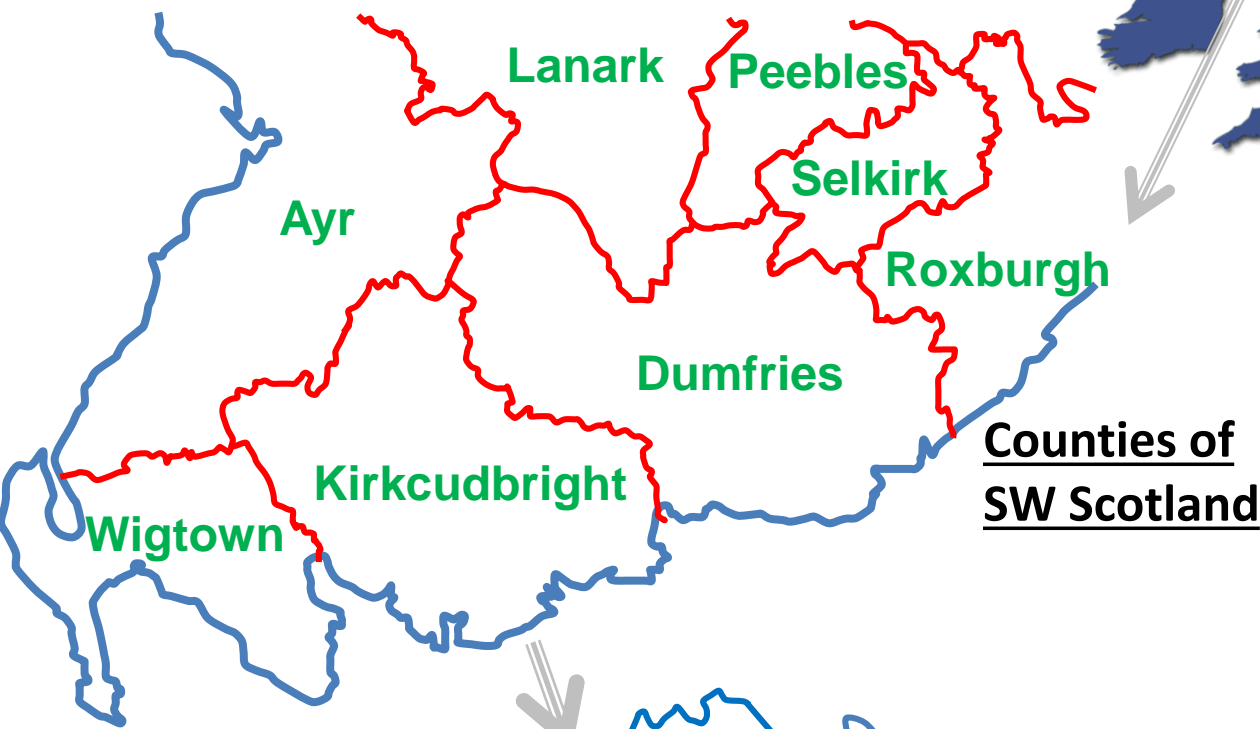 Lanark
Peebles
Selkirk
Ayr
Roxburgh
Dumfries
Counties of
SW Scotland
Kirkcudbright
Wigtown